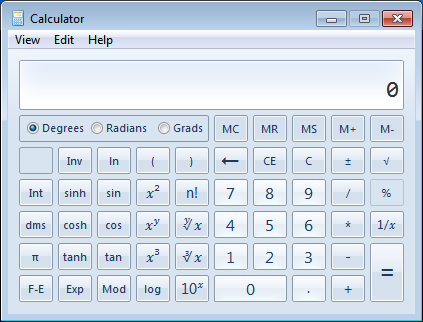 Calculator
View Edit Help
0
Degrees Radians Grads MC MR MS M+ M-
Inv ln ( ) ← CE C ± √
Int sinh sin x² n! 7 8 9 / %
dms cosh cos xʸ ʸ√x 4 5 6 * 1/x
π tanh tan x³ ³√x 1 2 3 - =
F-E Exp Mod log 10ˣ 0 . +